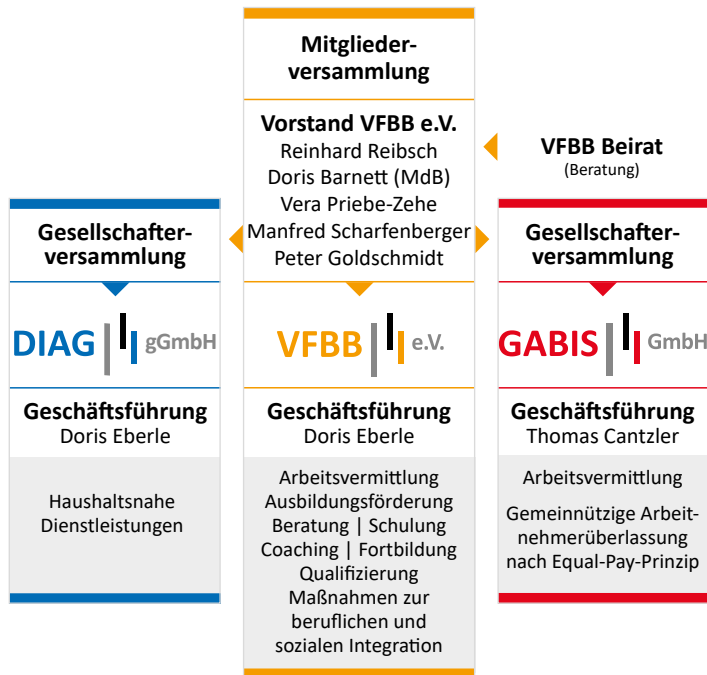 Mitglieder-
versammlung
Vorstand VFBB e.V.
Reinhard Reibsch
Doris Barnett (MdB)
Vera Priebe-Zehe
Manfred Scharfenberger
Peter Goldschmidt
VFBB Beirat
(Beratung)
Gesellschafter-
versammlung
DIAG gGmbH
Geschäftsführung
Doris Eberle
Haushaltsnahe
Dienstleistungen
VFBB e.V.
Geschäftsführung
Doris Eberle
Arbeitsvermittlung
Ausbildungsförderung
Beratung | Schulung
Coaching | Fortbildung
Qualifizierung
Maßnahmen zur
beruflichen und
sozialen Integration
Gesellschafter-
versammlung
GABIS GmbH
Geschäftsführung
Thomas Cantzler
Arbeitsvermittlung
Gemeinnützige Arbeit-
nehmerüberlassung
nach Equal-Pay-Prinzip